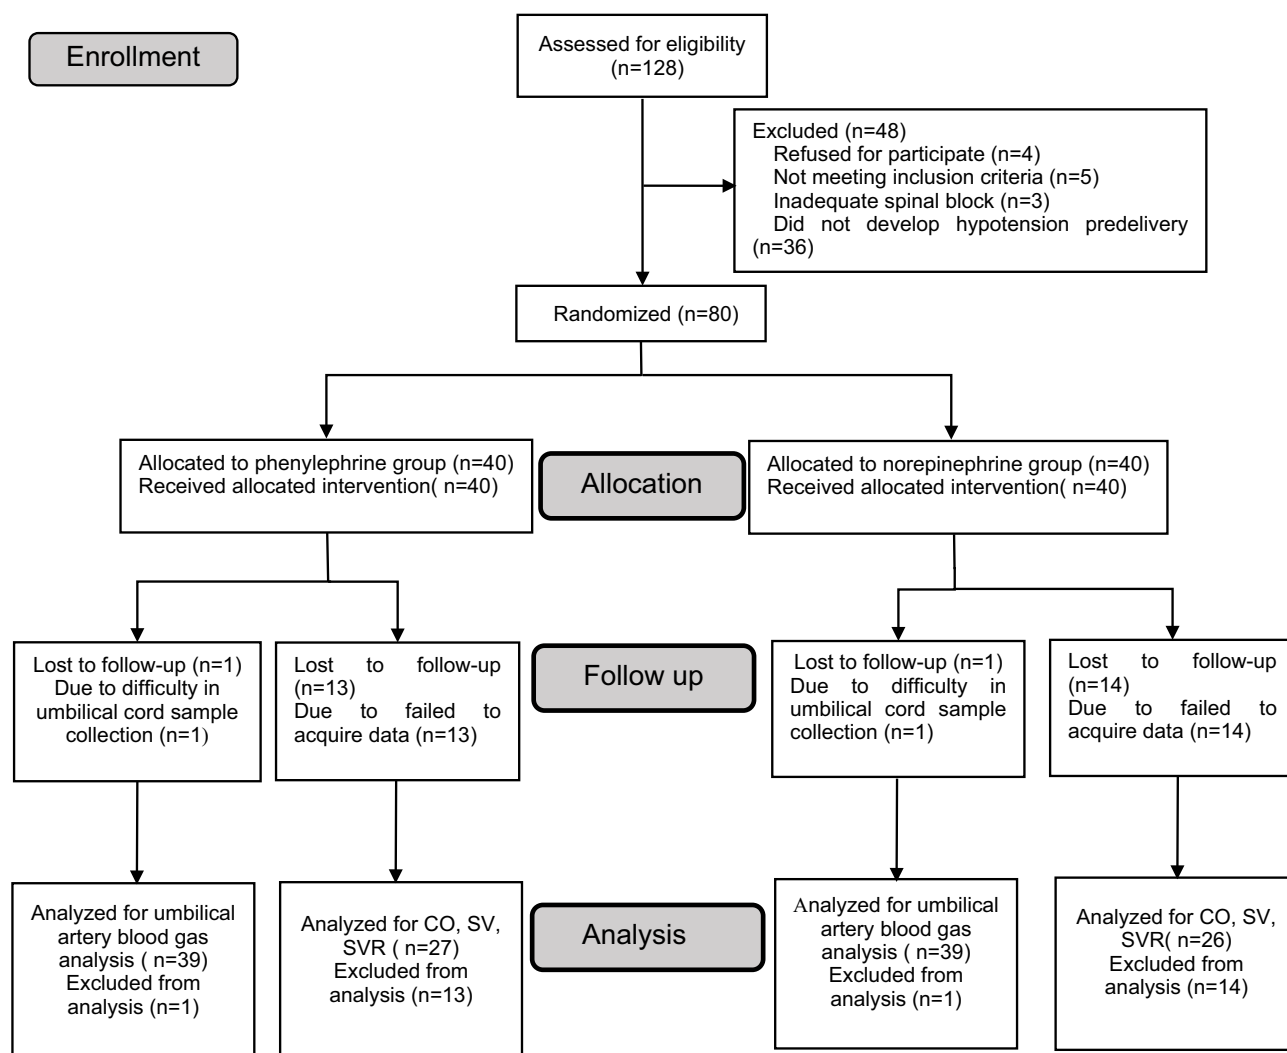 Enrollment
Assessed for eligibility
(n=128)
Excluded (n=48)
Refused for participate (n=4)
Not meeting inclusion criteria (n=5)
Inadequate spinal block (n=3)
Did not develop hypotension predelivery
(n=36)
Randomized (n=80)
Allocated to phenylephrine group (n=40)
Received allocated intervention( n=40)
Allocation
Allocated to norepinephrine group (n=40)
Received allocated intervention( n=40)
Lost to follow-up (n=1)
Due to difficulty in
umbilical cord sample
collection (n=1)
Lost to follow-up
(n=13)
Due to failed to
acquire data (n=13)
Follow up
Lost to follow-up (n=1)
Due to difficulty in
umbilical cord sample
collection (n=1)
Lost to follow-up
(n=14)
Due to failed to
acquire data (n=14)
Analyzed for umbilical
artery blood gas
analysis ( n=39)
Excluded from
analysis (n=1)
Analyzed for CO, SV,
SVR ( n=27)
Excluded from
analysis (n=13)
Analysis
Analyzed for umbilical
artery blood gas
analysis ( n=39)
Excluded from
analysis (n=1)
Analyzed for CO, SV,
SVR( n=26)
Excluded from
analysis (n=14)